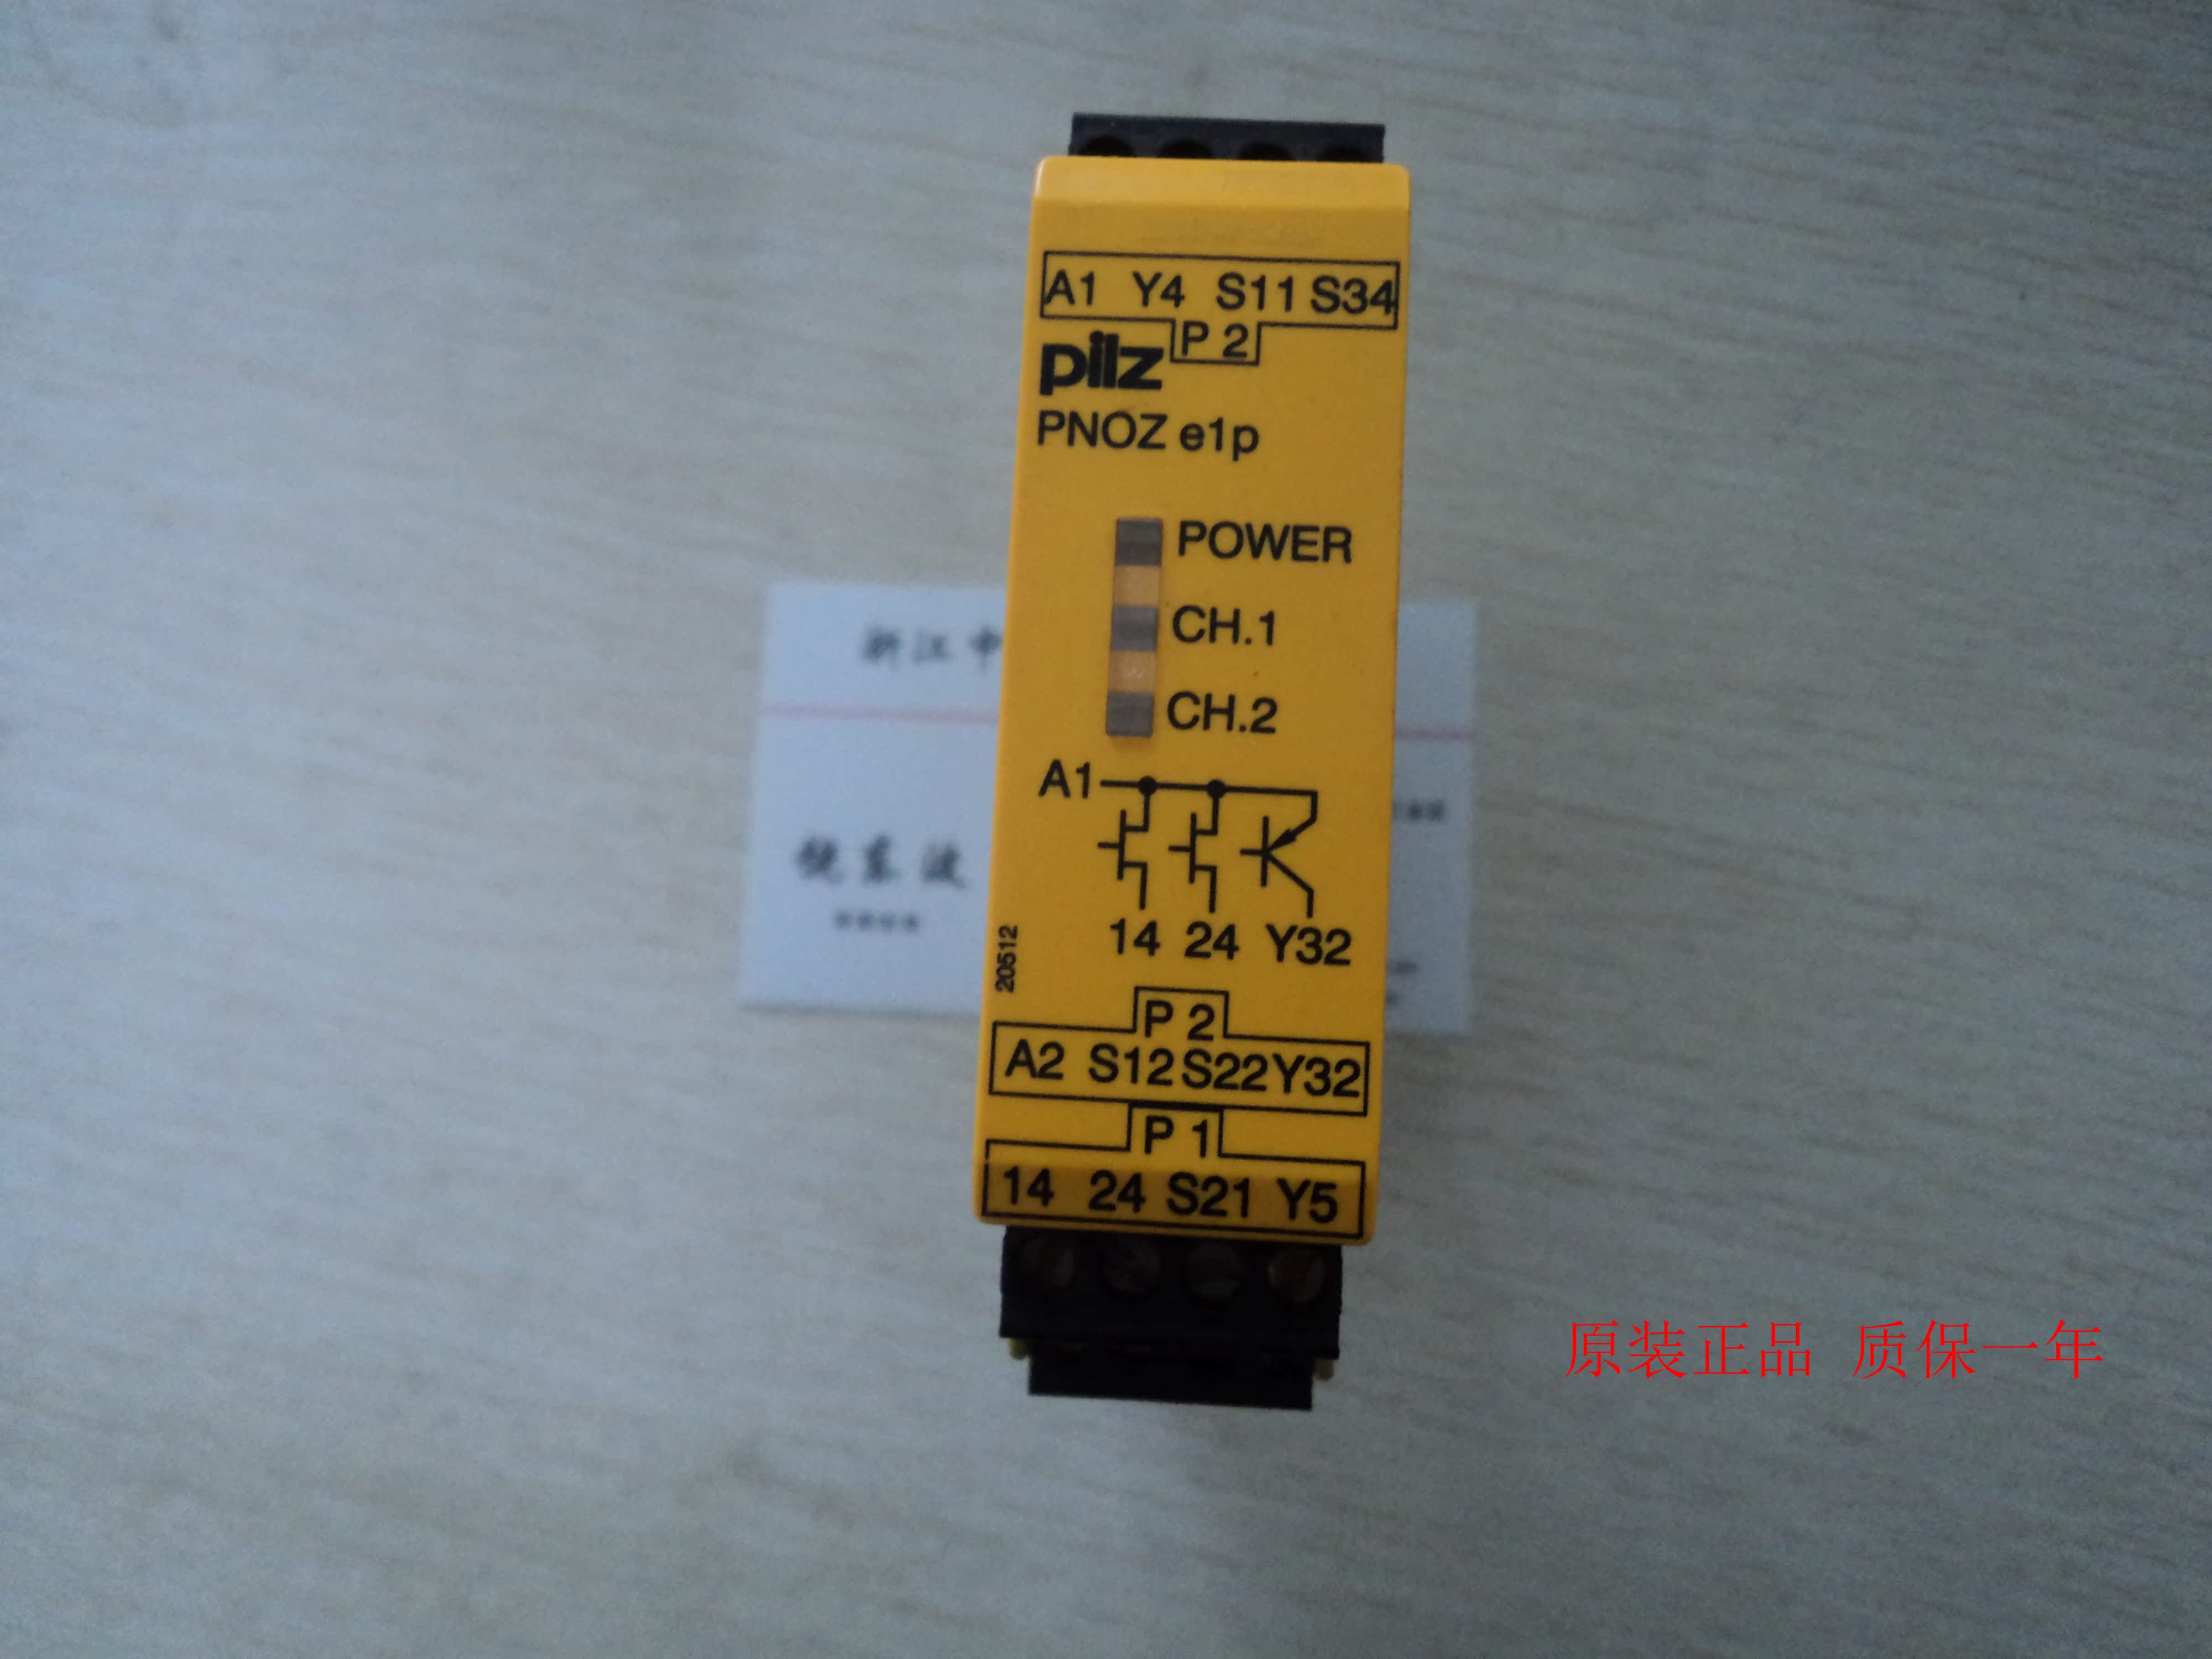 A1 Y4 S11 S34
P 2
pilz
PNOZ e1p
POWER
CH.1
CH.2
A1
14 24 Y32
20512
P 2
A2 S12 S22 Y32
P 1
14 24 S21 Y5
浙江中
东波
原装正品 质保一年